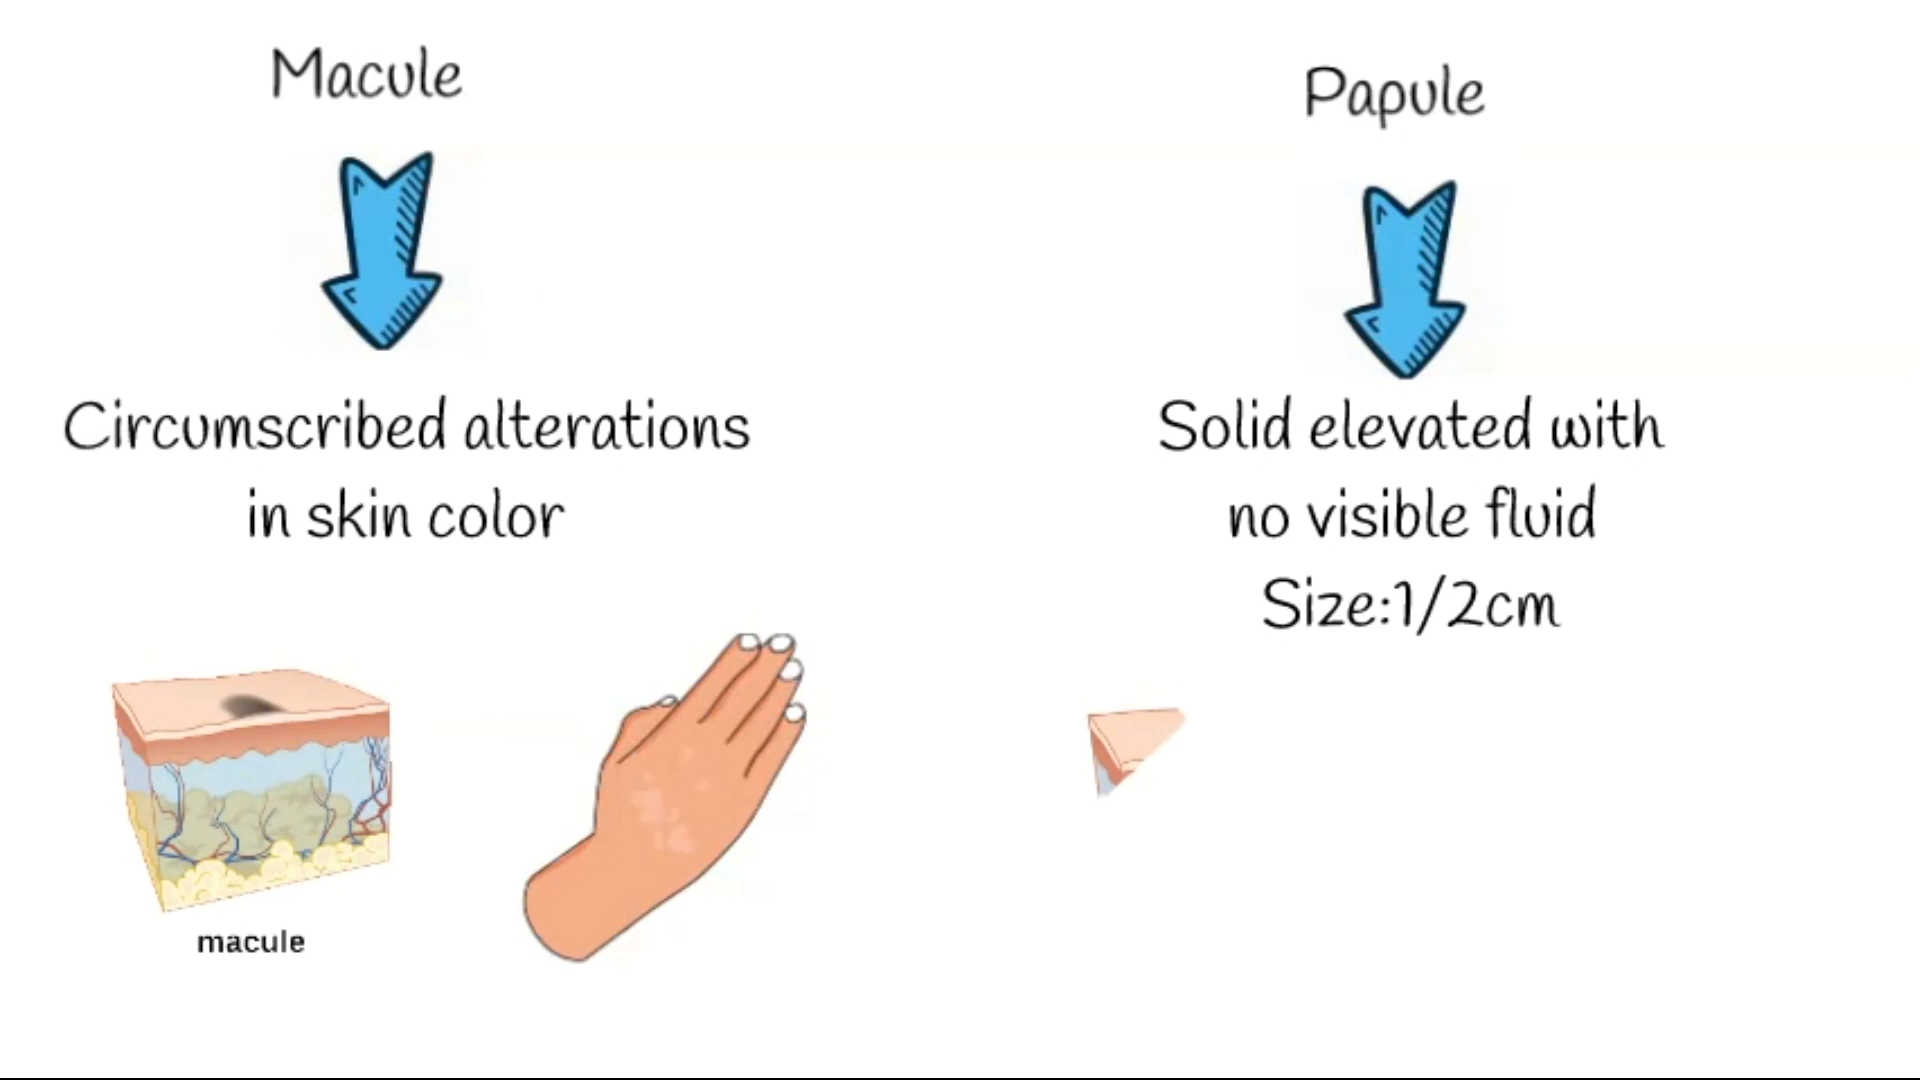 Macule
Circumscribed alterations
in skin color
macule
Papule
Solid elevated with
no visible fluid
Size:1/2cm